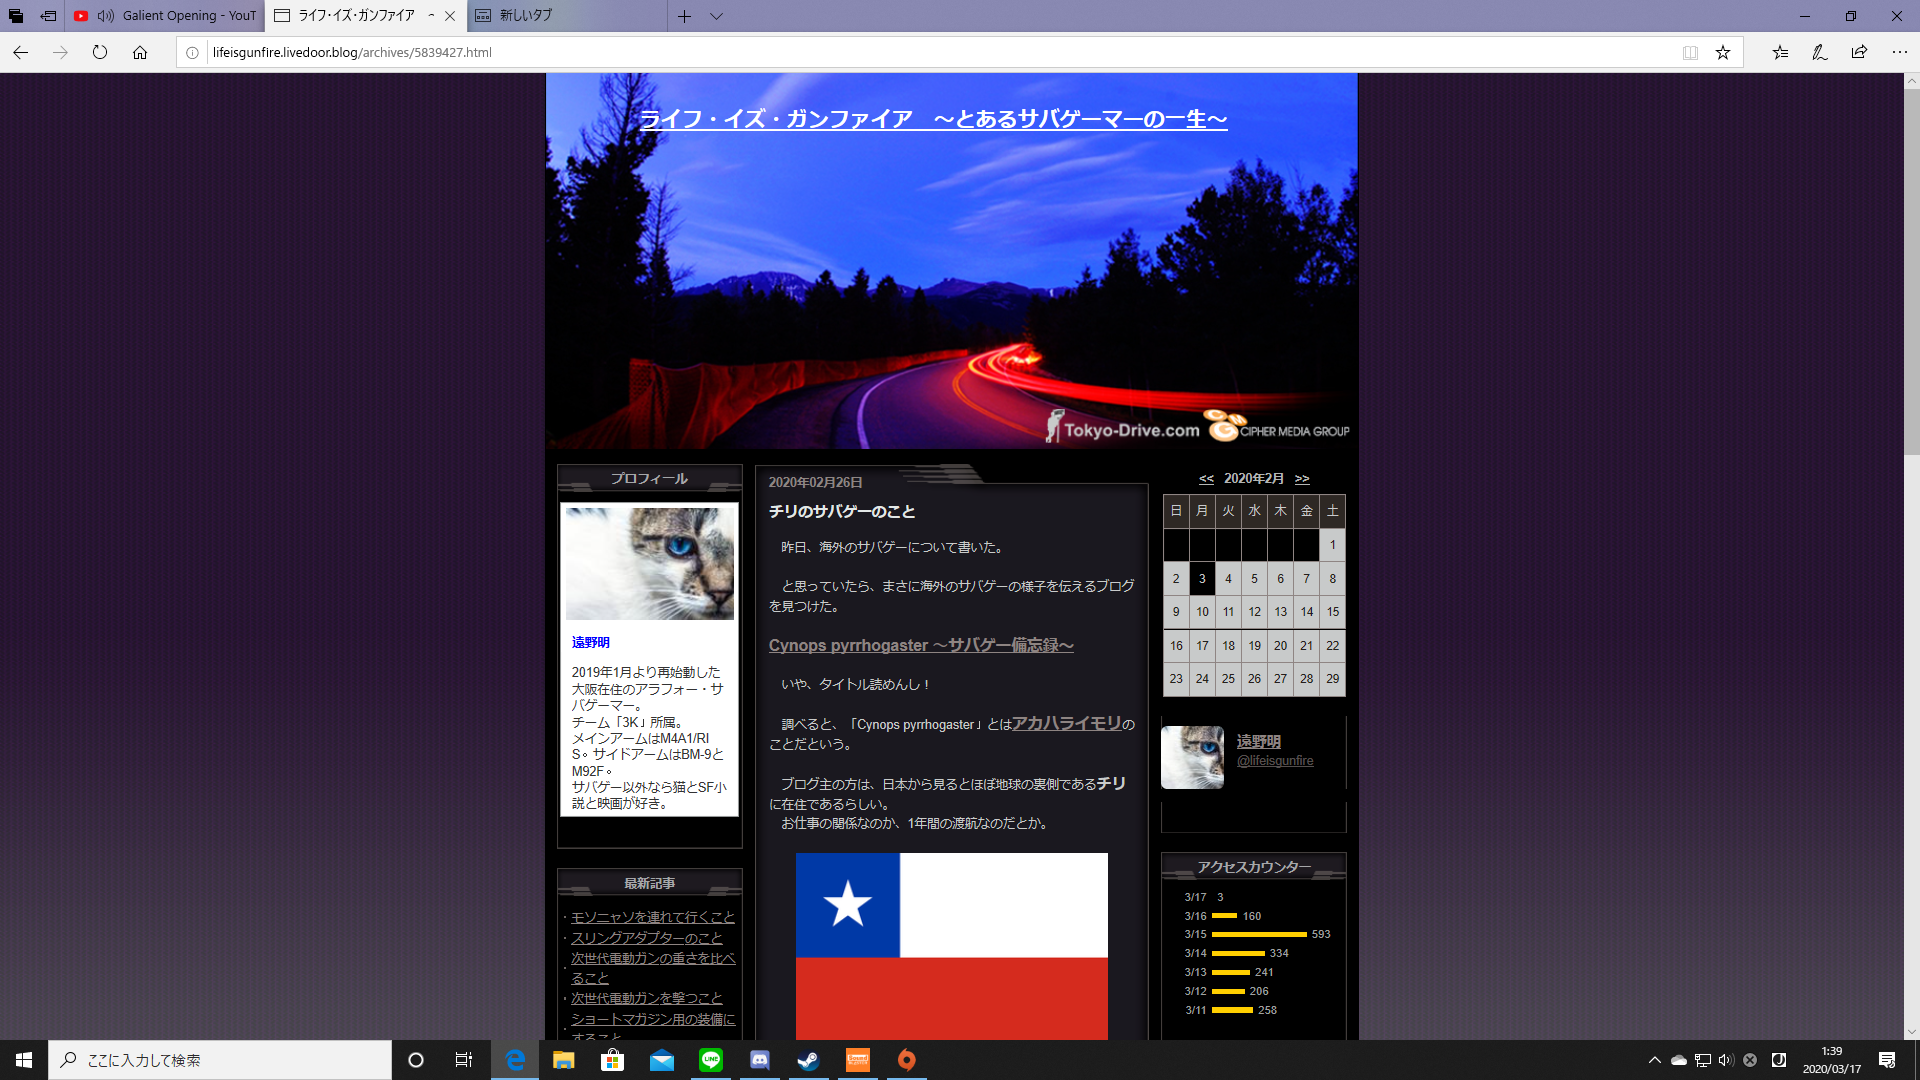 Galient Opening - YouT
ライフ・イズ・ガンファイア ～
新しいタブ
lifeisgunfire.livedoor.blog/archives/5839427.html
ライフ・イズ・ガンファイア　～とあるサバゲーマーの一生～
Tokyo-Drive.com
CIPHER MEDIA GROUP
プロフィール
遠野明
2019年1月より再始動した
大阪在住のアラフォー・サ
バゲーマー。
チーム「3K」所属。
メインアームはM4A1/RI
S。サイドアームはBM-9と
M92F。
サバゲー以外なら猫とSF小
説と映画が好き。
最新記事
・モソニャソを連れて行くこと
・スリングアダプターのこと
・次世代電動ガンの重さを比べ
ること
・次世代電動ガンを撃つこと
・ショートマガジン用の装備に
すること
2020年02月26日
チリのサバゲーのこと
昨日、海外のサバゲーについて書いた。
と思っていたら、まさに海外のサバゲーの様子を伝えるブログ
を見つけた。
Cynops pyrrhogaster ～サバゲー備忘録～
いや、タイトル読めんし！
調べると、「Cynops pyrrhogaster」とはアカハライモリの
ことだという。
ブログ主の方は、日本から見るとほぼ地球の裏側であるチリ
に在住であるらしい。
お仕事の関係なのか、1年間の渡航なのだとか。
<< 2020年2月 >>
日 月 火 水 木 金 土
1
2 3 4 5 6 7 8
9 10 11 12 13 14 15
16 17 18 19 20 21 22
23 24 25 26 27 28 29
遠野明
@lifeisgunfire
アクセスカウンター
3/17 3
3/16 160
3/15 593
3/14 334
3/13 241
3/12 206
3/11 258
ここに入力して検索
LINE
1:39
2020/03/17